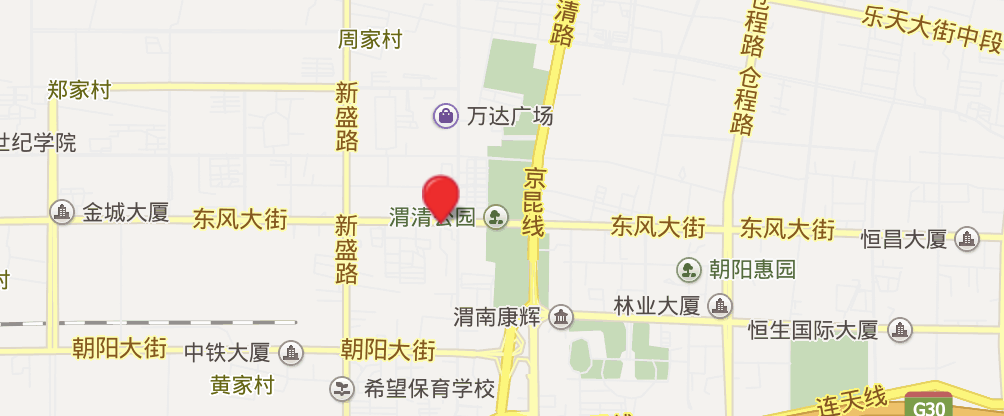 清路
仓程路
乐天大街中段
周家村
郑家村
新盛路
仓程路
万达广场
世纪学院
京昆线
金城大厦
东风大街
新盛路
渭清公园
东风大街
东风大街
恒昌大厦
村
朝阳惠园
林业大厦
渭南康辉
恒生国际大厦
朝阳大街
中铁大厦
朝阳大街
黄家村
希望保育学校
连天线
G30